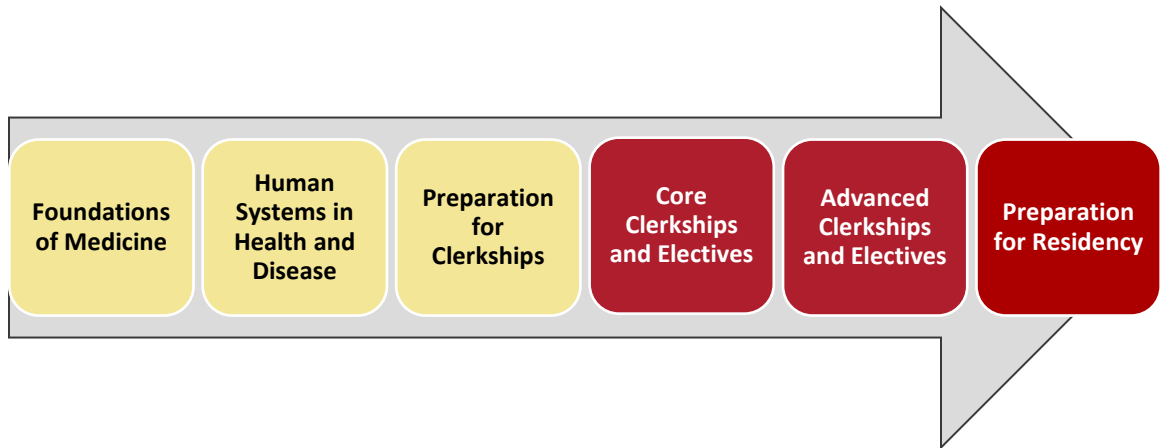 Foundations
of Medicine
Human
Systems in
Health and
Disease
Preparation
for
Clerkships
Core
Clerkships
and Electives
Advanced
Clerkships
and Electives
Preparation
for Residency